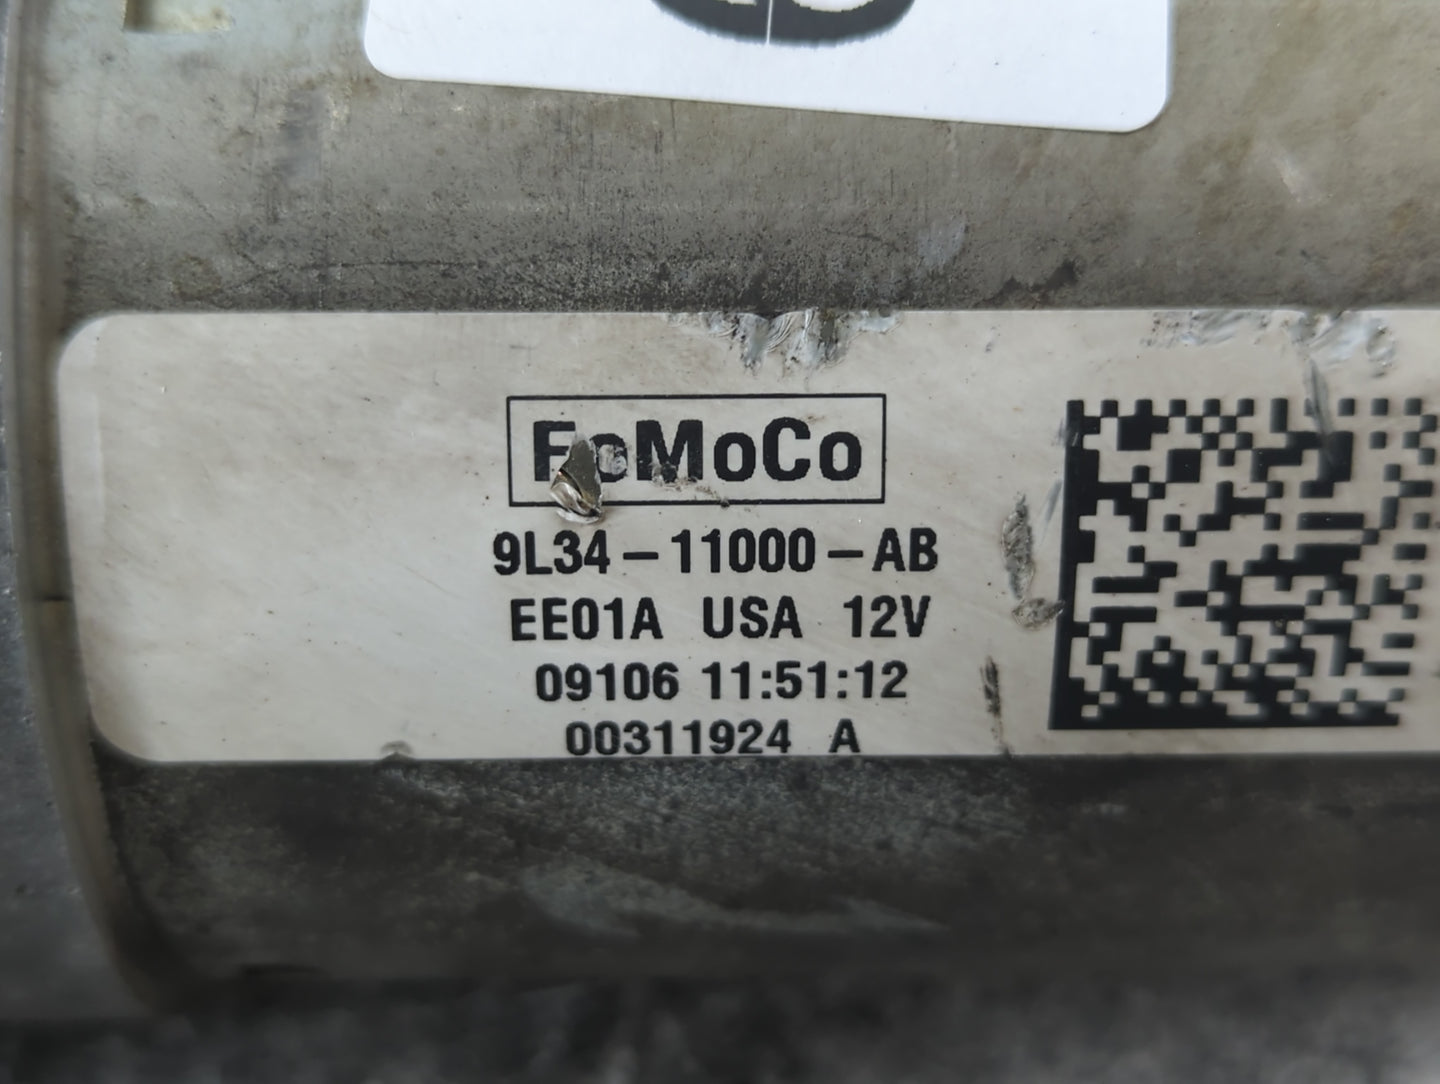 FoMoCo
9L34-11000-AB
EE01A USA 12V
09106 11:51:12
00311924 A